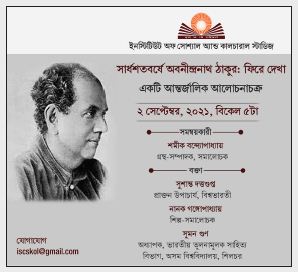 ইনস্টিটিউট অফ সোশ্যাল অ্যান্ড কালচারাল স্টাডিজ
সার্ধশতবর্ষে অবনীন্দ্রনাথ ঠাকুর: ফিরে দেখা
একটি আন্তর্জালিক আলোচনাচক্র
২ সেপ্টেম্বর, ২০২১, বিকেল ৫টা
সমন্বয়কারী
শমীক বন্দ্যোপাধ্যায়
গ্রন্থ-সম্পাদক, সমালোচক
বক্তা
সুশান্ত দত্তগুপ্ত
প্রাক্তন উপাচার্য, বিশ্বভারতী
নানক গঙ্গোপাধ্যায়
শিল্প-সমালোচক
সুমন গুণ
অধ্যাপক, ভারতীয় তুলনামূলক সাহিত্য
বিভাগ, অসম বিশ্ববিদ্যালয়, শিলচর
যোগাযোগ
iscskol@gmail.com